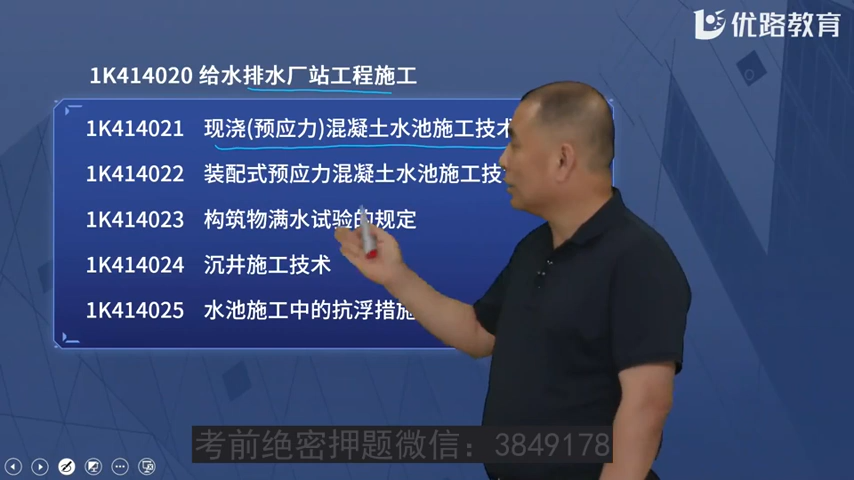 优路教育
1K414020 给水排水厂站工程施工
1K414021 现浇(预应力)混凝土水池施工技术
1K414022 装配式预应力混凝土水池施工技
1K414023 构筑物满水试验的规定
1K414024 沉井施工技术
1K414025 水池施工中的抗浮措施
考前绝密押题微信：3849178